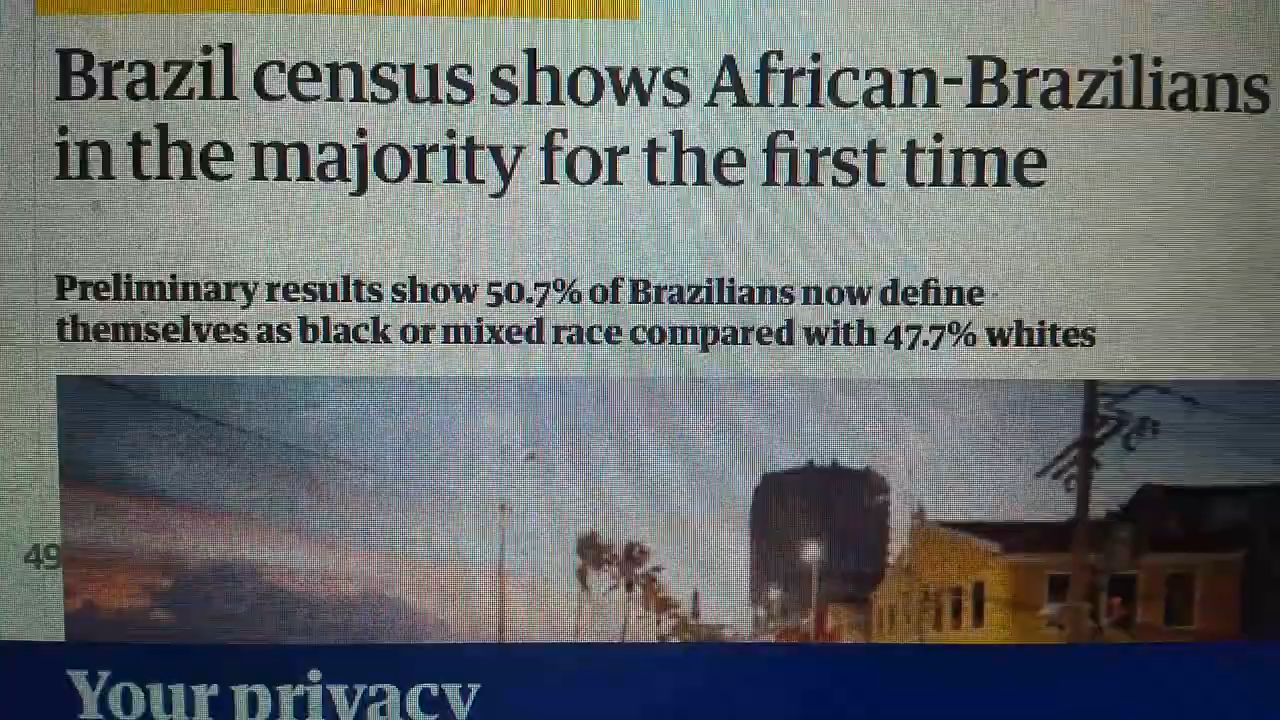 Brazil census shows African-Brazilians
in the majority for the first time
Preliminary results show 50.7% of Brazilians now define
themselves as black or mixed race compared with 47.7% whites
49
Your privacy